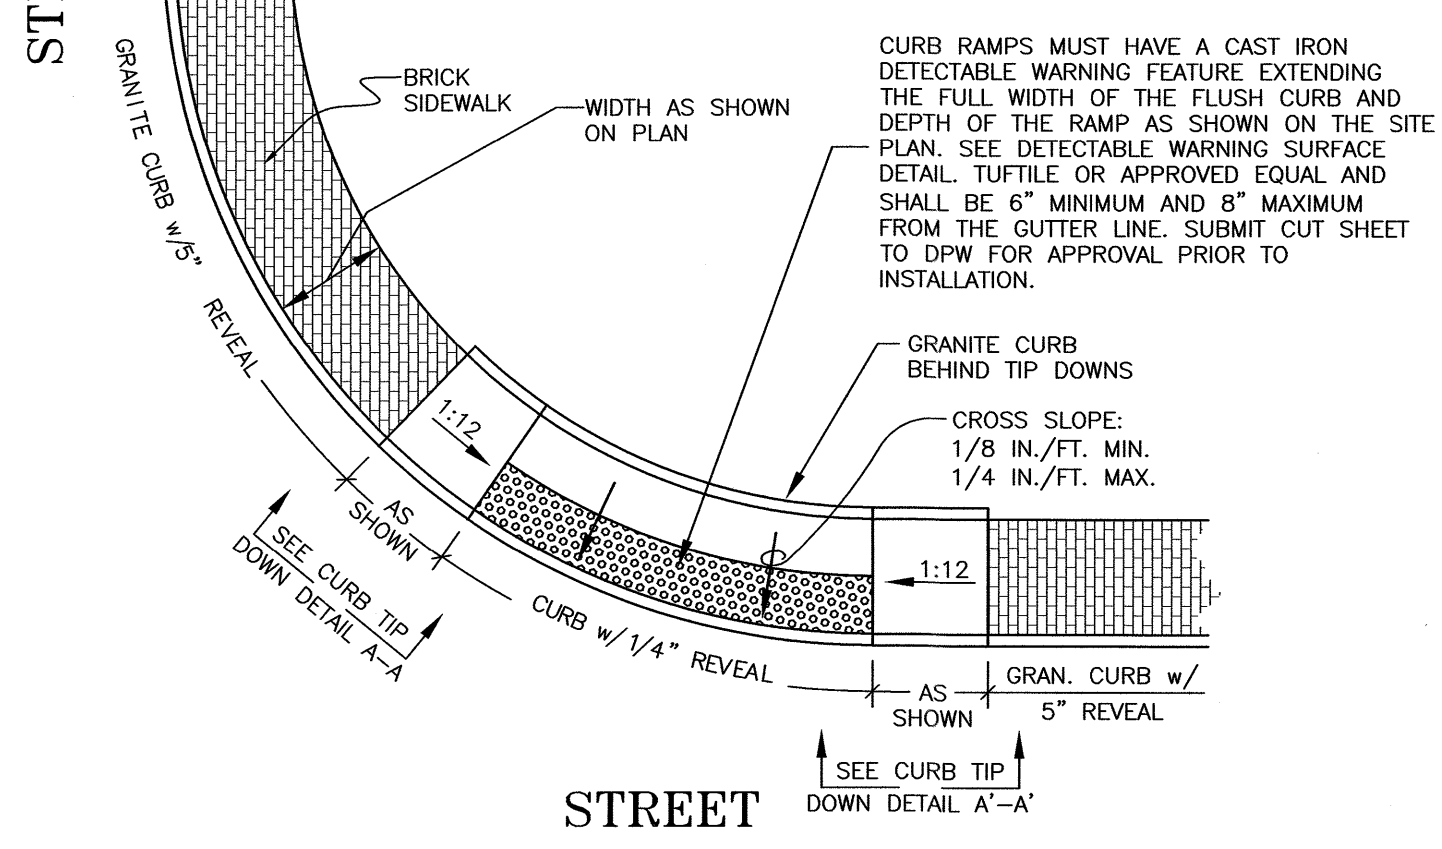 ST
GRANITE CURB w/5" REVEAL
BRICK
SIDEWALK
WIDTH AS SHOWN
ON PLAN
CURB RAMPS MUST HAVE A CAST IRON
DETECTABLE WARNING FEATURE EXTENDING
THE FULL WIDTH OF THE FLUSH CURB AND
DEPTH OF THE RAMP AS SHOWN ON THE SITE
PLAN. SEE DETECTABLE WARNING SURFACE
DETAIL. TUFTILE OR APPROVED EQUAL AND
SHALL BE 6" MINIMUM AND 8" MAXIMUM
FROM THE GUTTER LINE. SUBMIT CUT SHEET
TO DPW FOR APPROVAL PRIOR TO
INSTALLATION.
GRANITE CURB
BEHIND TIP DOWNS
CROSS SLOPE:
1/8 IN./FT. MIN.
1/4 IN./FT. MAX.
1:12
AS
SHOWN
SEE CURB TIP
DOWN DETAIL A-A
CURB w/ 1/4" REVEAL
1:12
AS
SHOWN
GRAN. CURB w/
5" REVEAL
SEE CURB TIP
DOWN DETAIL A'-A'
STREET